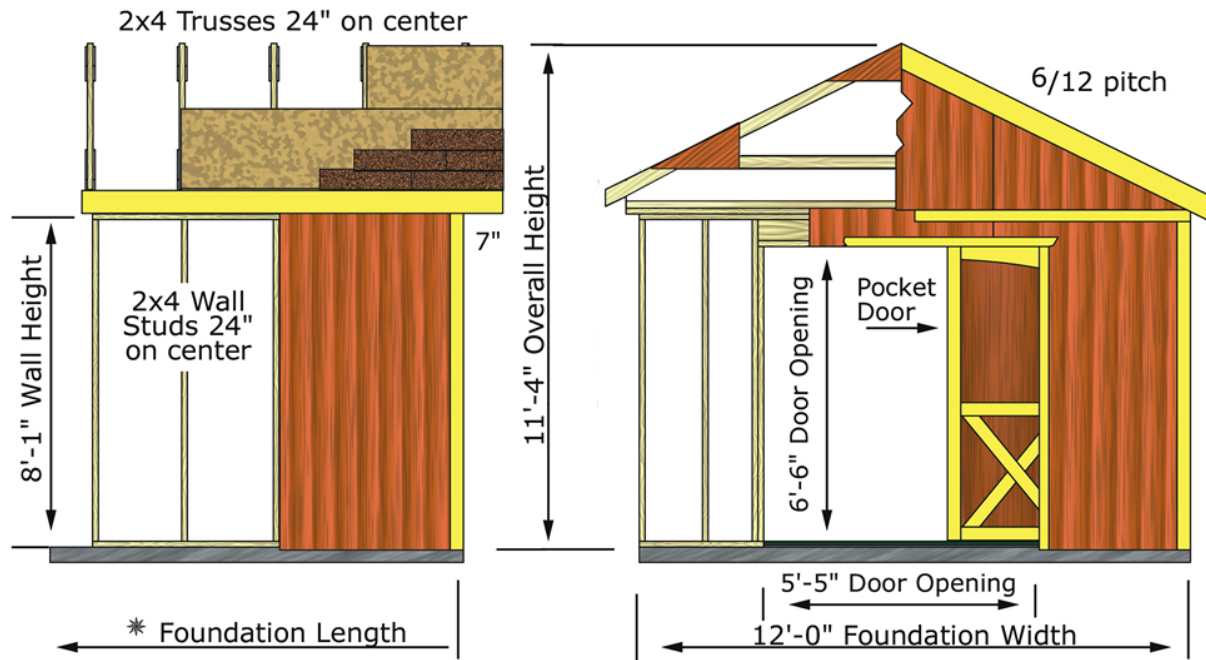 2x4 Trusses 24" on center
6/12 pitch
7"
8'-1" Wall Height
2x4 Wall
Studs 24"
on center
11'-4" Overall Height
6'-6" Door Opening
Pocket
Door
5'-5" Door Opening
* Foundation Length
12'-0" Foundation Width